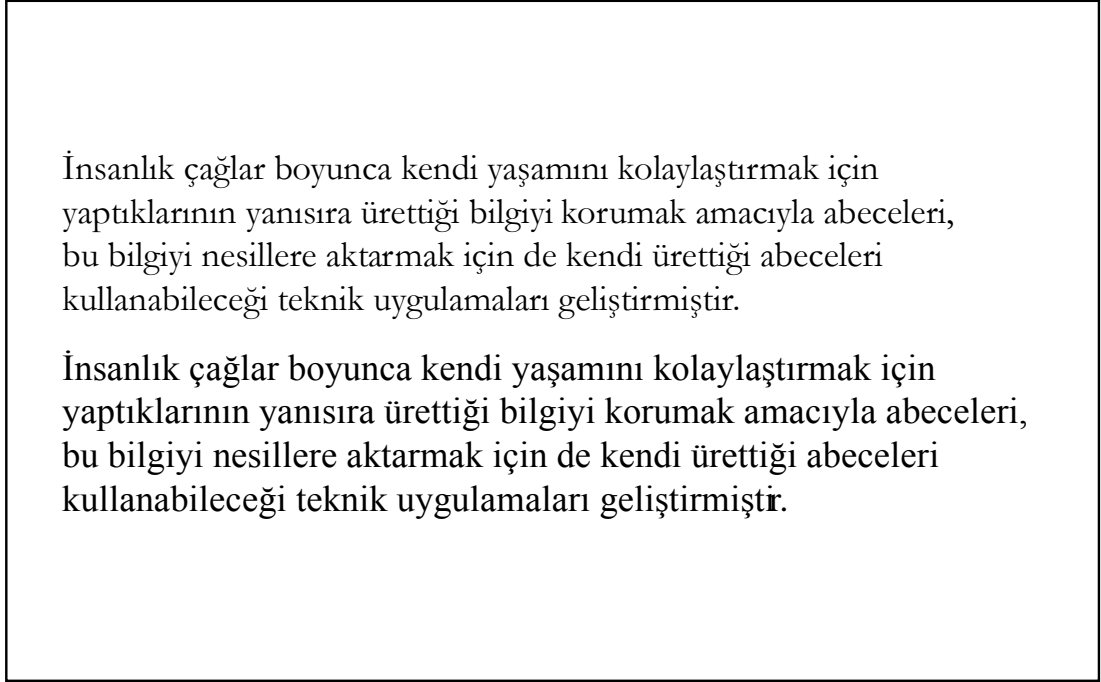 İnsanlık çağlar boyunca kendi yaşamını kolaylaştırmak için
yaptıklarının yanısıra ürettiği bilgiyi korumak amacıyla abeceleri,
bu bilgiyi nesillere aktarmak için de kendi ürettiği abeceleri
kullanabileceği teknik uygulamaları geliştirmiştir.
İnsanlık çağlar boyunca kendi yaşamını kolaylaştırmak için
yaptıklarının yanısıra ürettiği bilgiyi korumak amacıyla abeceleri,
bu bilgiyi nesillere aktarmak için de kendi ürettiği abeceleri
kullanabileceği teknik uygulamaları geliştirmiştir.